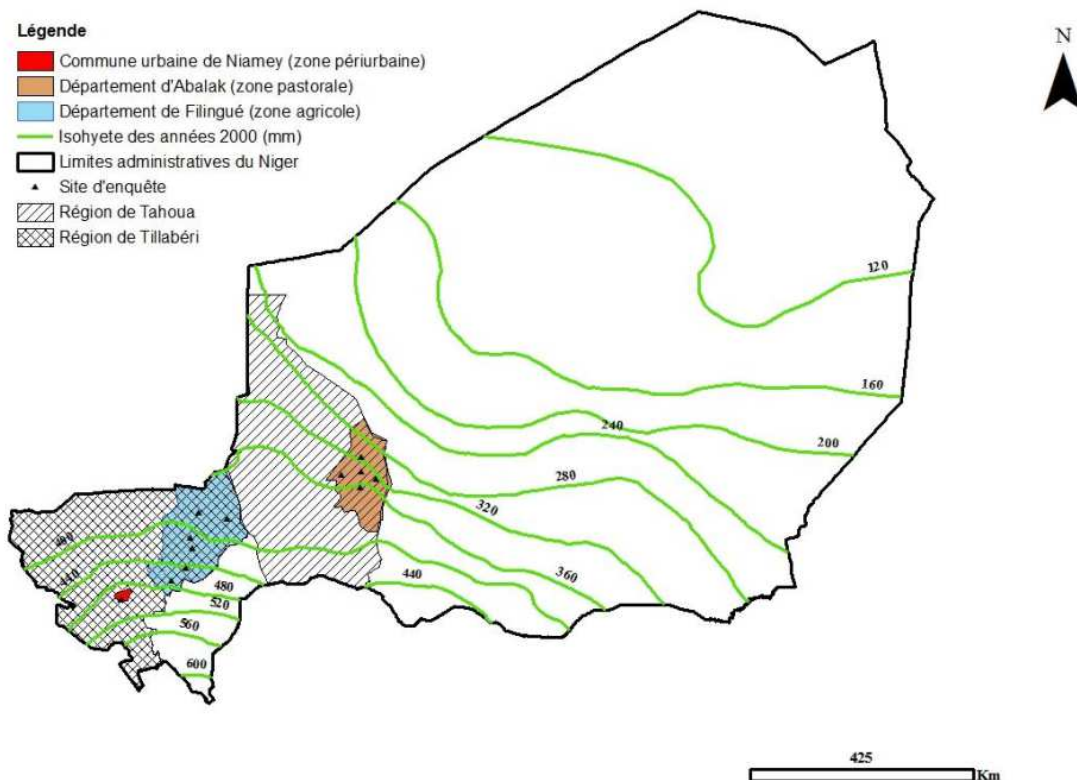 Légende
Commune urbaine de Niamey (zone périurbaine)
Département d'Abalak (zone pastorale)
Département de Filingué (zone agricole)
Isohyete des années 2000 (mm)
Limites administratives du Niger
Site d'enquête
Région de Tahoua
Région de Tillabéri
N
120
160
240
200
280
320
360
440
480
440
480
520
560
600
425
Km